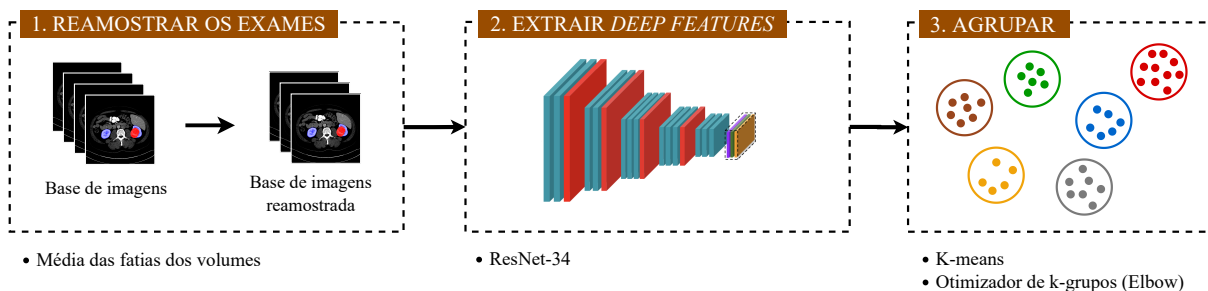 1. REAMOSTRAR OS EXAMES
Base de imagens
Base de imagens
reamostrada
• Média das fatias dos volumes
2. EXTRAIR DEEP FEATURES
• ResNet-34
3. AGRUPAR
• K-means
• Otimizador de k-grupos (Elbow)